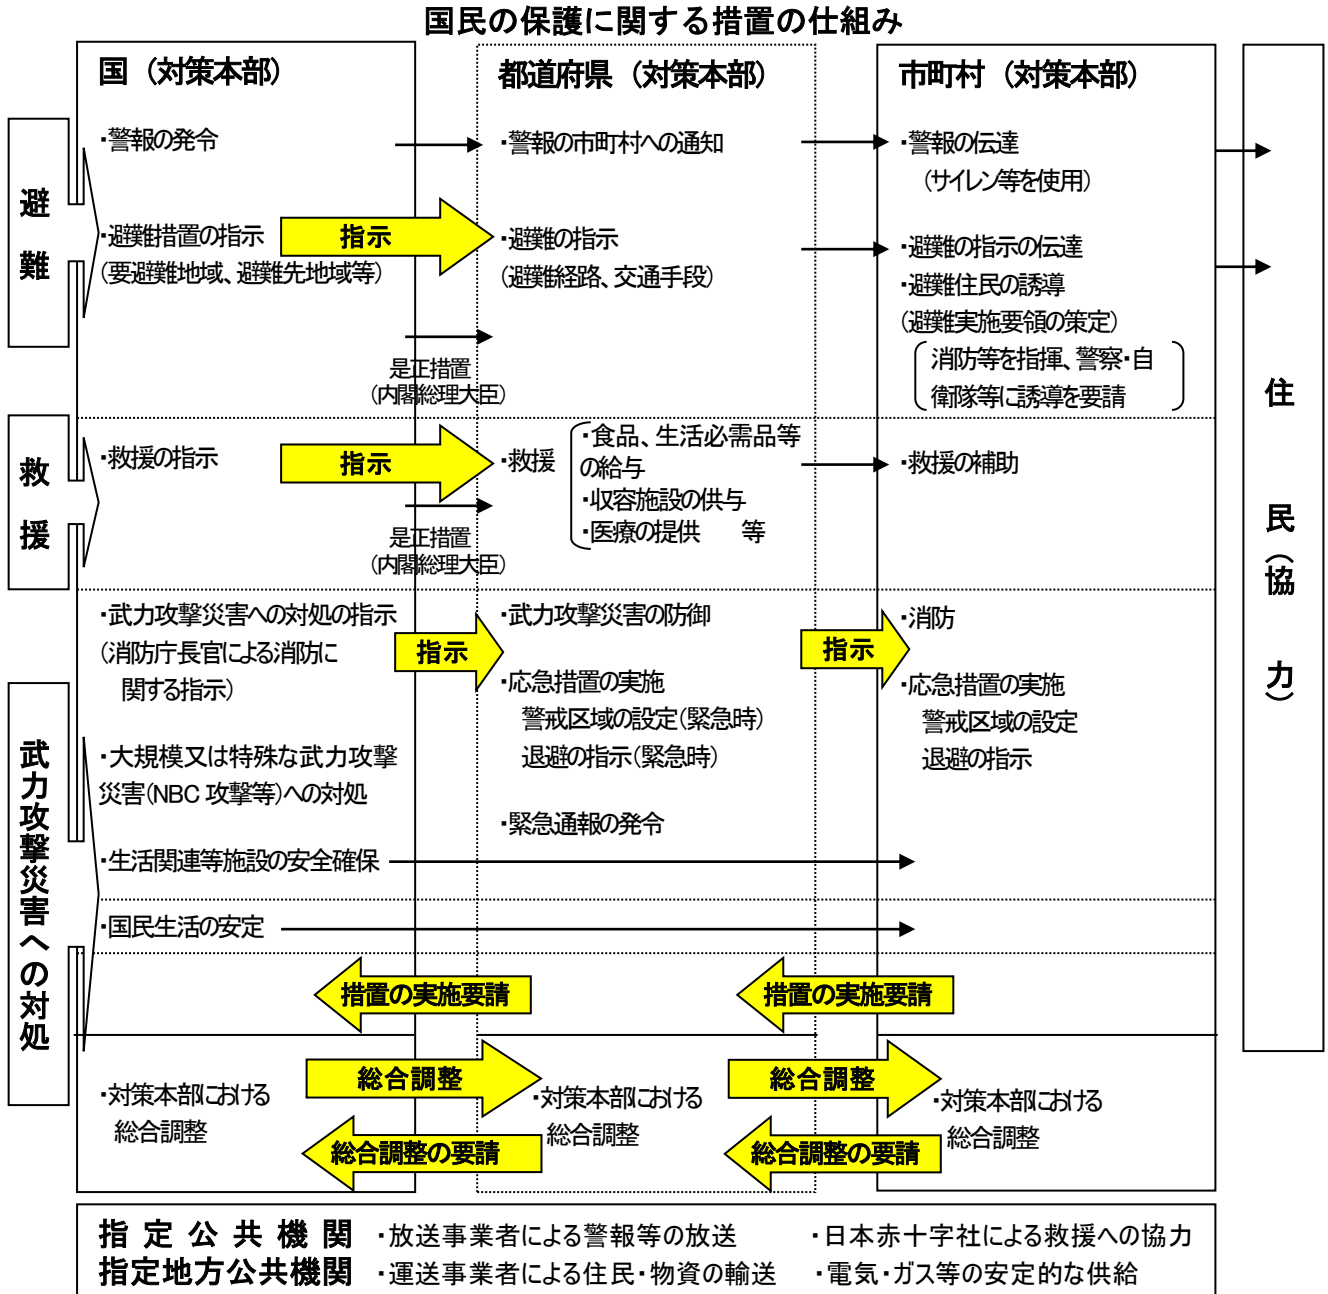 国民の保護に関する措置の仕組み
国（対策本部）
都道府県（対策本部）
市町村（対策本部）
避難
・警報の発令
・警報の市町村への通知
・警報の伝達
（サイレン等を使用）
・避難措置の指示
（要避難地域、避難先地域等）
指示
・避難の指示
（避難経路、交通手段）
・避難の指示の伝達
・避難住民の誘導
（避難実施要領の策定）
消防等を指揮、警察・自
衛隊等に誘導を要請
是正措置
（内閣総理大臣）
救援
・救援の指示
指示
・救援
・食品、生活必需品等
の給与
・収容施設の供与
・医療の提供　等
・救援の補助
是正措置
（内閣総理大臣）
武力攻撃災害への対処
・武力攻撃災害への対処の指示
（消防庁長官による消防に
関する指示）
指示
・武力攻撃災害の防御
・応急措置の実施
警戒区域の設定（緊急時）
退避の指示（緊急時）
・緊急通報の発令
指示
・消防
・応急措置の実施
警戒区域の設定
退避の指示
・大規模又は特殊な武力攻撃
災害（NBC 攻撃等）への対処
・生活関連等施設の安全確保
・国民生活の安定
措置の実施要請
措置の実施要請
・対策本部における
総合調整
総合調整
総合調整の要請
・対策本部における
総合調整
総合調整
総合調整の要請
・対策本部における
総合調整
住民（協力）
指定公共機関
・放送事業者による警報等の放送
・日本赤十字社による救援への協力
指定地方公共機関
・運送事業者による住民・物資の輸送
・電気・ガス等の安定的な供給